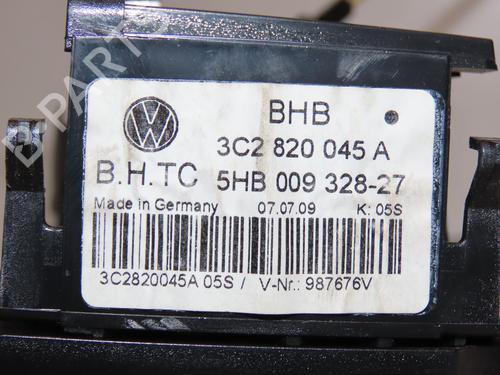 BHB
3C2 820 045 A
B.H.TC 5HB 009 328-27
Made in Germany 07.07.09 K: 05S
3C2820045A 05S / V-Nr.: 987676V
B PARTS